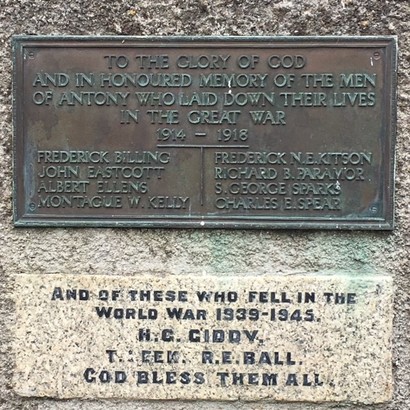 TO THE GLORY OF GOD
AND IN HONOURED MEMORY OF THE MEN
OF ANTONY WHO LAID DOWN THEIR LIVES
IN THE GREAT WAR
1914 — 1918
FREDERICK BILLING
JOHN EASTCOTT
ALBERT ELLENS
MONTAGUE W. KELLY
FREDERICK N.E. KITSON
RICHARD B. PARAMOR
S. GEORGE SPARKS
CHARLES E. SPEAR
AND OF THESE WHO FELL IN THE
WORLD WAR 1939-1945.
H.G. GIDDY.
R.E. BALL.
GOD BLESS THEM ALL.